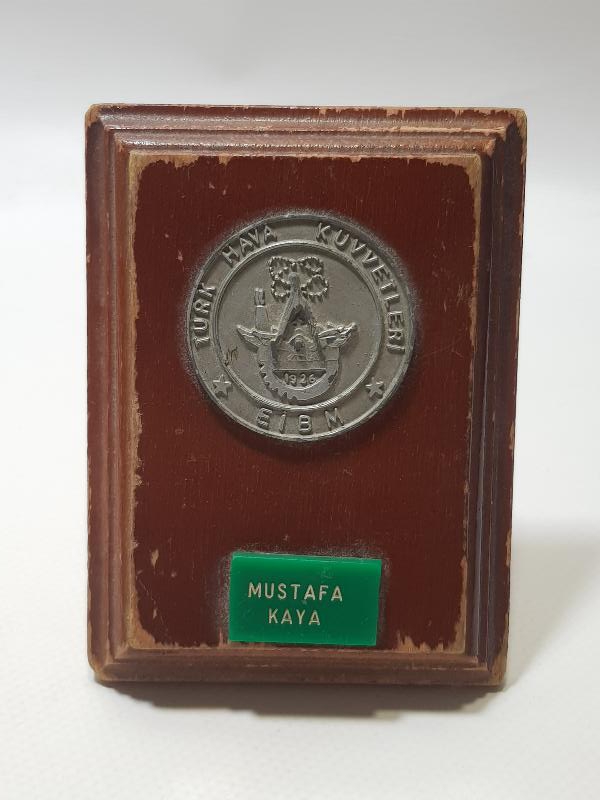 TÜRK HAVA KUVVETLERİ
1926
EİBM
MUSTAFA
KAYA